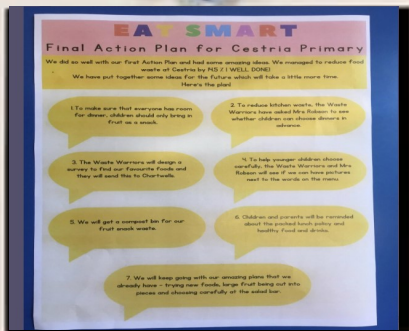 EAT SMART
Final Action Plan for Cestria Primary
We did so well with our first Action Plan and had some amazing ideas. We managed to reduce food
waste at Cestria by
WELL DONE!
We have put together some ideas for the future which will take a little more time.
Here's the plan!
1. To make sure that everyone has room
for dinner, children should only bring in
fruit as a snack.
2. To reduce kitchen waste, the Waste
Warriors have asked Mrs Robson to see
whether children can choose dinners in
advance.
3. The Waste Warriors will design a
survey to find our favourite foods and
they will send this to Chartwells.
4. To help younger children choose
carefully, the Waste Warriors and Mrs
Robson will see if we can have pictures
next to the words on the menu.
5. We will get a compost bin for our
fruit snack waste.
6. Children and parents will be reminded
about the packed lunch policy and
healthy food and drinks.
7. We will keep going with our amazing plans that we
already have - trying new foods, large fruit being cut into
pieces and choosing carefully at the salad bar.